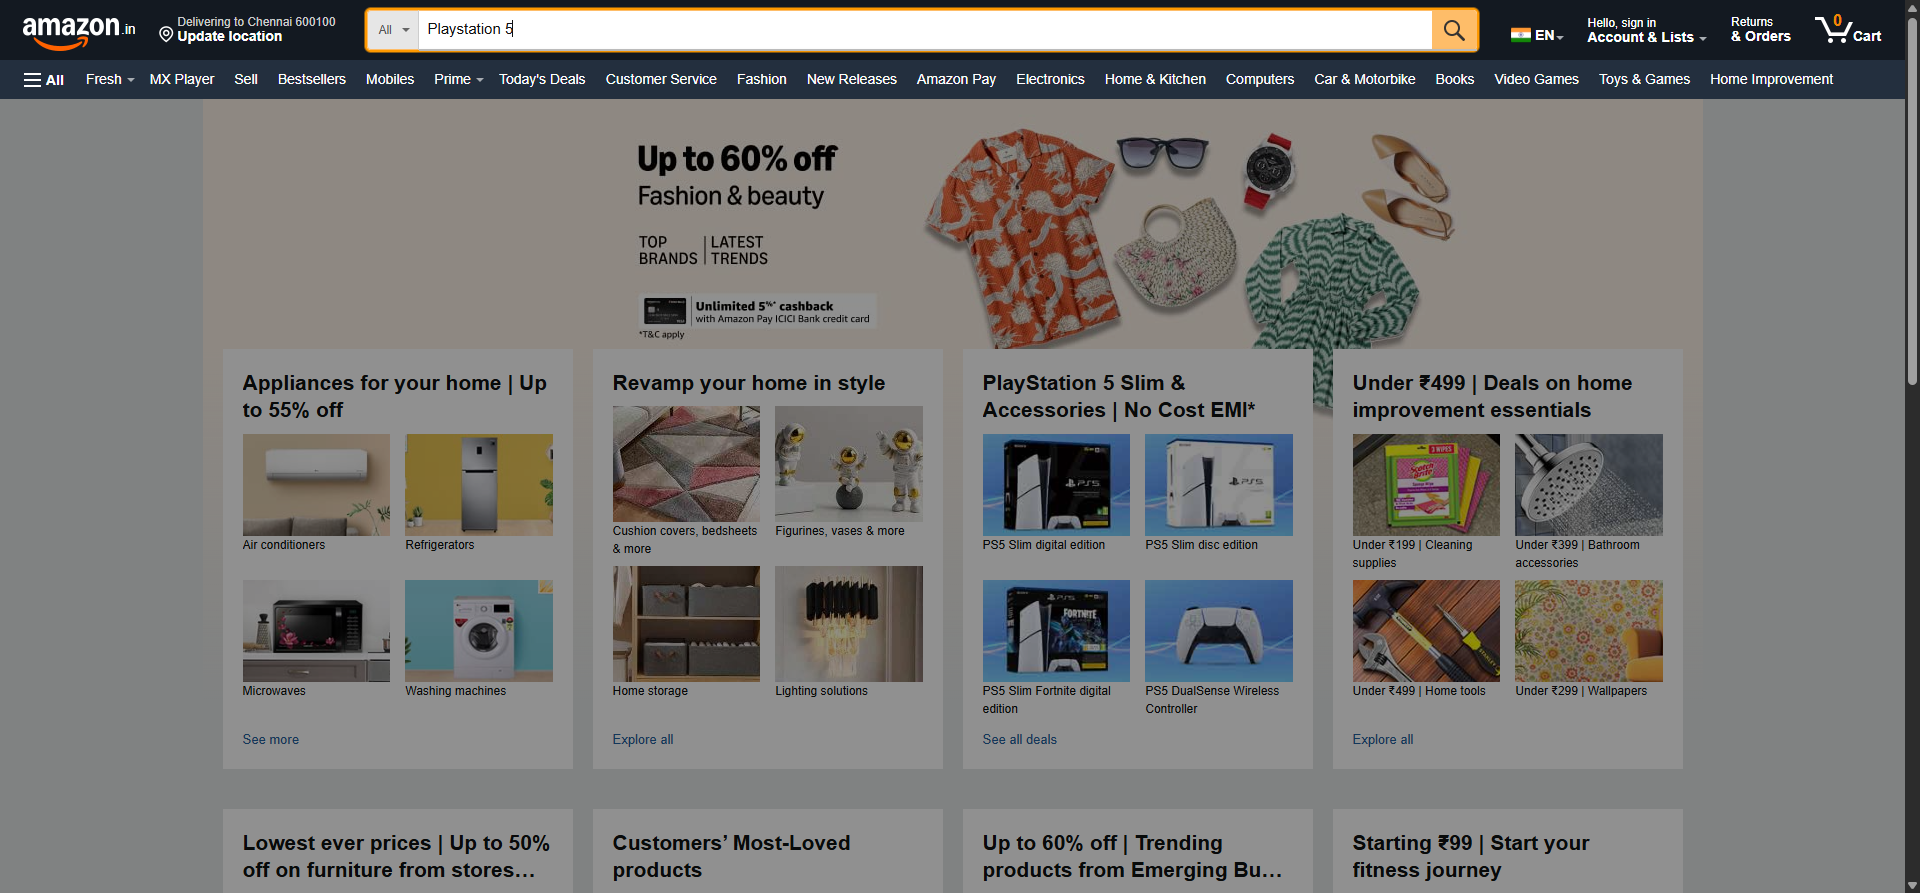 amazon.in
Delivering to Chennai 600100
Update location
All
Playstation 5
EN
Hello, sign in
Account & Lists
Returns
& Orders
0
Cart
All
Fresh
MX Player
Sell
Bestsellers
Mobiles
Prime
Today's Deals
Customer Service
Fashion
New Releases
Amazon Pay
Electronics
Home & Kitchen
Computers
Car & Motorbike
Books
Video Games
Toys & Games
Home Improvement
Up to 60% off
Fashion & beauty
TOP BRANDS | LATEST TRENDS
Unlimited 5%* cashback
with Amazon Pay ICICI Bank credit card
*T&C apply
Appliances for your home | Up
to 55% off
Air conditioners
Refrigerators
Microwaves
Washing machines
See more
Revamp your home in style
Cushion covers, bedsheets
& more
Figurines, vases & more
Home storage
Lighting solutions
Explore all
PlayStation 5 Slim &
Accessories | No Cost EMI*
PS5
PS5
PS5 Slim digital edition
PS5 Slim disc edition
PS5
FORTNITE
PS5 Slim Fortnite digital
edition
PS5 DualSense Wireless
Controller
See all deals
Under ₹499 | Deals on home
improvement essentials
3 WIPES
Scotch
Brite
Under ₹199 | Cleaning
supplies
Under ₹399 | Bathroom
accessories
STANLEY
Under ₹499 | Home tools
Under ₹299 | Wallpapers
Explore all
Lowest ever prices | Up to 50%
off on furniture from stores…
Customers’ Most-Loved
products
Up to 60% off | Trending
products from Emerging Bu…
Starting ₹99 | Start your
fitness journey